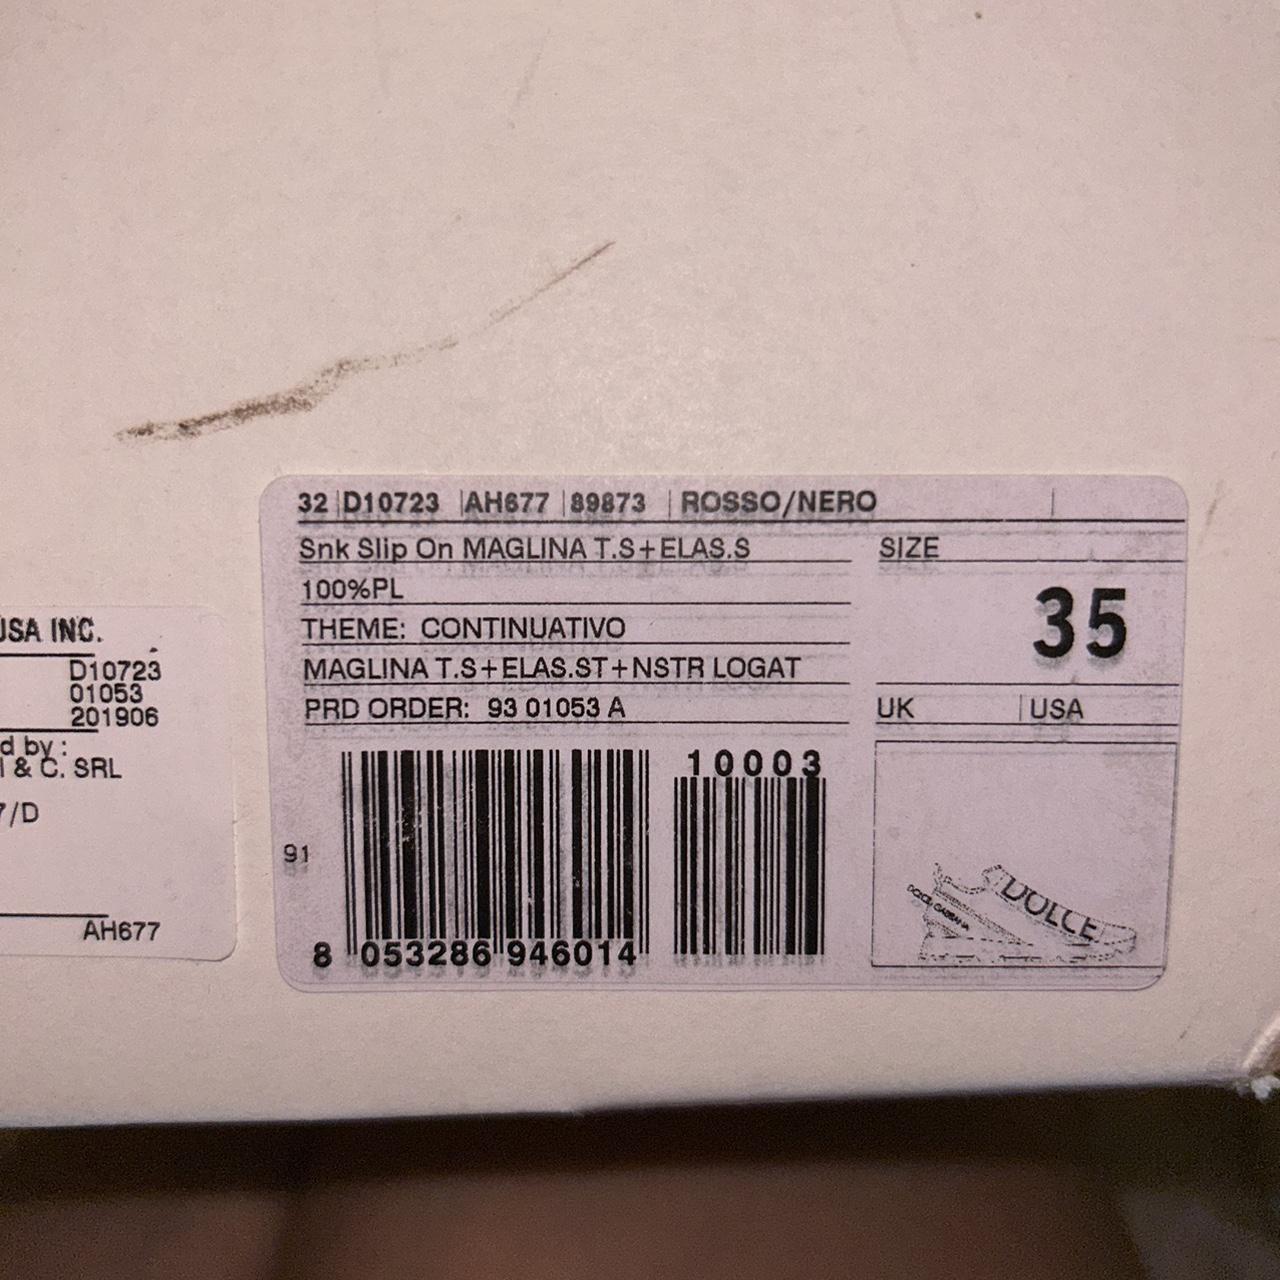 32 D10723 AH677 89873 ROSSO/NERO
Snk Slip On MAGLINA T.S+ELAS.S
100%PL
THEME: CONTINUATIVO
MAGLINA T.S+ELAS.ST+NSTR LOGAT
PRD ORDER: 93 01053 A
SIZE
35
UK USA
91
8 053286 946014
10003
DOLCE
DOLCE GABBANA
USA INC.
D10723
01053
201906
d by :
& C. SRL
7/D
AH677